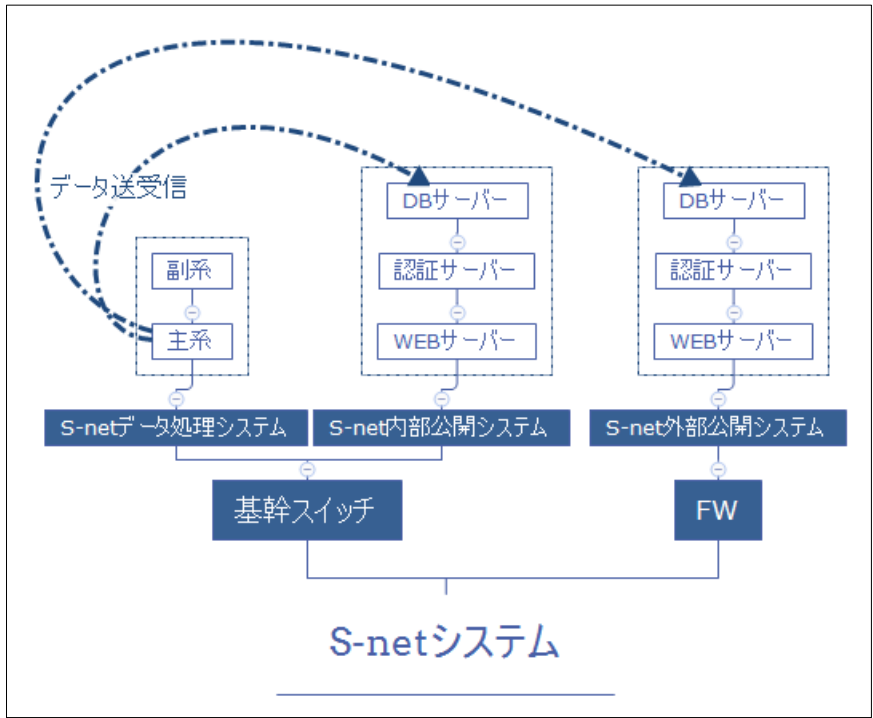 データ送受信
DBサーバー
DBサーバー
副系
認証サーバー
認証サーバー
主系
WEBサーバー
WEBサーバー
S-netデータ処理システム
S-net内部公開システム
S-net外部公開システム
基幹スイッチ
FW
S-netシステム